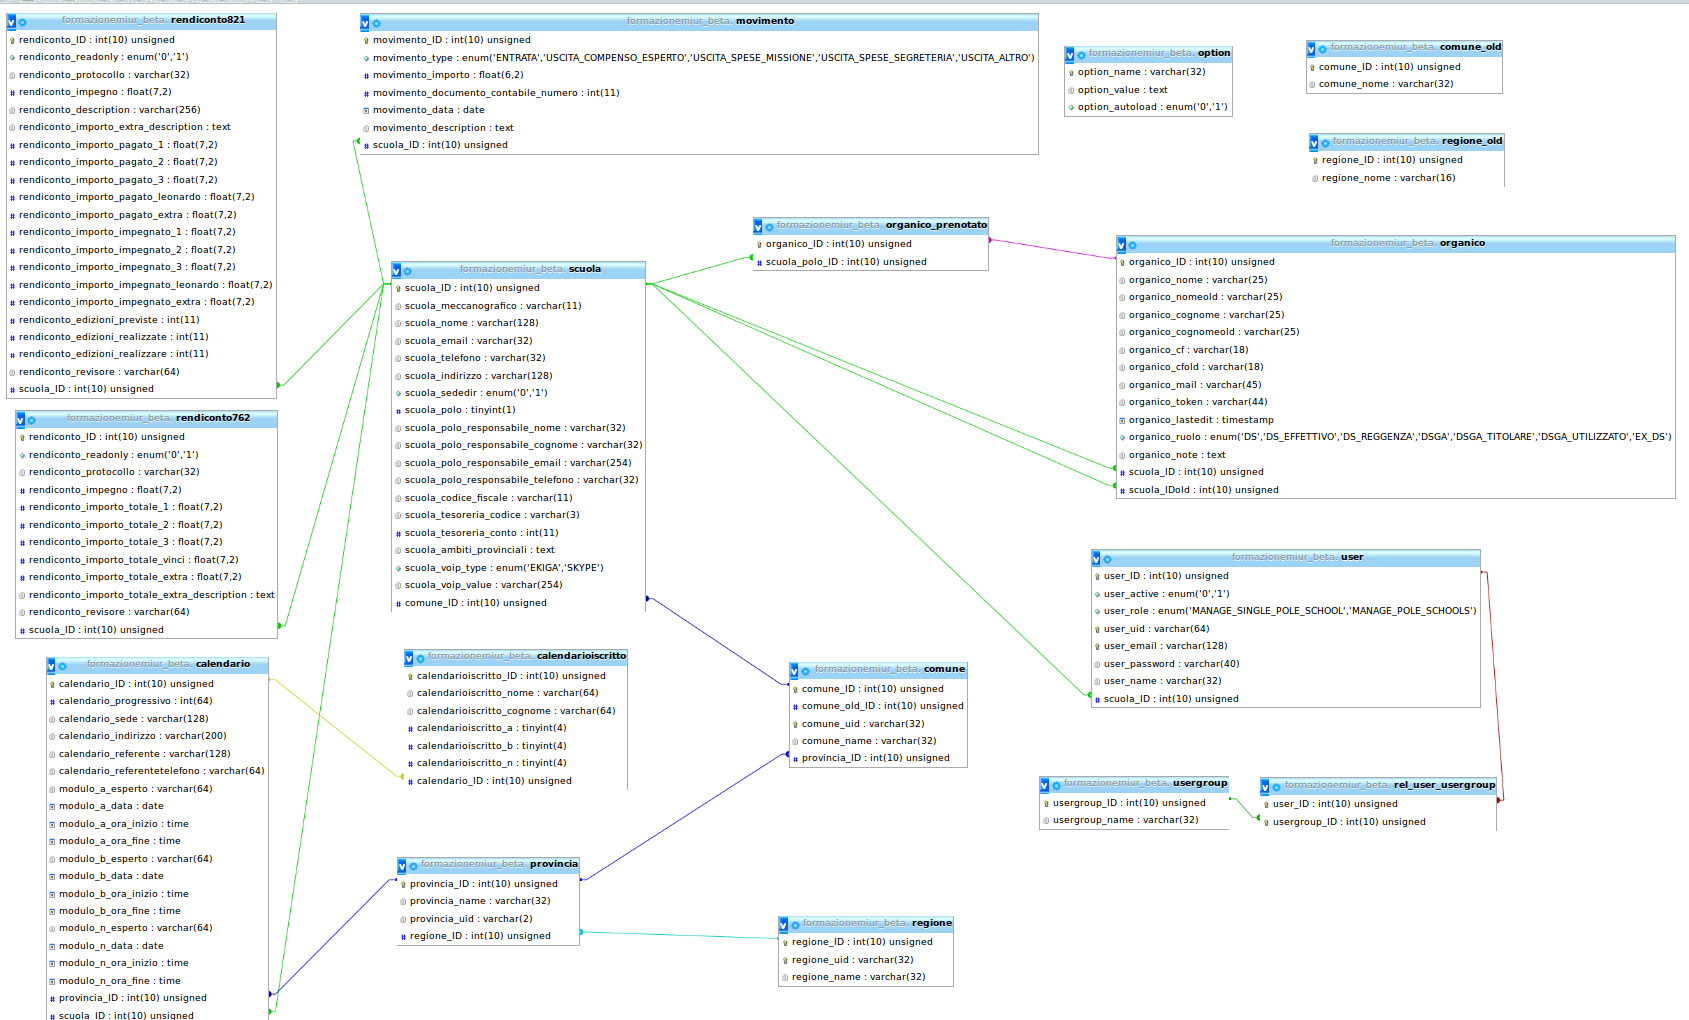 formazionemiur_beta. rendiconto821
rendiconto_ID : int(10) unsigned
rendiconto_readonly : enum('0','1')
rendiconto_protocollo : varchar(32)
rendiconto_impegno : float(7,2)
rendiconto_description : varchar(256)
rendiconto_importo_extra_description : text
rendiconto_importo_pagato_1 : float(7,2)
rendiconto_importo_pagato_2 : float(7,2)
rendiconto_importo_pagato_3 : float(7,2)
rendiconto_importo_pagato_leonardo : float(7,2)
rendiconto_importo_pagato_extra : float(7,2)
rendiconto_importo_impegnato_1 : float(7,2)
rendiconto_importo_impegnato_2 : float(7,2)
rendiconto_importo_impegnato_3 : float(7,2)
rendiconto_importo_impegnato_leonardo : float(7,2)
rendiconto_importo_impegnato_extra : float(7,2)
rendiconto_edizioni_previste : int(11)
rendiconto_edizioni_realizzate : int(11)
rendiconto_edizioni_realizzare : int(11)
rendiconto_revisore : varchar(64)
scuola_ID : int(10) unsigned
formazionemiur_beta. movimento
movimento_ID : int(10) unsigned
movimento_type : enum('ENTRATA','USCITA_COMPENSO_ESPERTO','USCITA_SPESE_MISSIONE','USCITA_SPESE_SEGRETERIA','USCITA_ALTRO')
movimento_importo : float(6,2)
movimento_documento_contabile_numero : int(11)
movimento_data : date
movimento_description : text
scuola_ID : int(10) unsigned
formazionemiur_beta. option
option_name : varchar(32)
option_value : text
option_autoload : enum('0','1')
formazionemiur_beta. comune_old
comune_ID : int(10) unsigned
comune_nome : varchar(32)
formazionemiur_beta. regione_old
regione_ID : int(10) unsigned
regione_nome : varchar(16)
formazionemiur_beta. organico_prenotato
organico_ID : int(10) unsigned
scuola_polo_ID : int(10) unsigned
formazionemiur_beta. organico
organico_ID : int(10) unsigned
organico_nome : varchar(25)
organico_nomeold : varchar(25)
organico_cognome : varchar(25)
organico_cognomeold : varchar(25)
organico_cf : varchar(18)
organico_cfold : varchar(18)
organico_mail : varchar(45)
organico_token : varchar(44)
organico_lastedit : timestamp
organico_ruolo : enum('DS','DS_EFFETTIVO','DS_REGGENZA','DSGA','DSGA_TITOLARE','DSGA_UTILIZZATO','EX_DS')
organico_note : text
scuola_ID : int(10) unsigned
scuola_IDold : int(10) unsigned
formazionemiur_beta. scuola
scuola_ID : int(10) unsigned
scuola_meccanografico : varchar(11)
scuola_nome : varchar(128)
scuola_email : varchar(32)
scuola_telefono : varchar(32)
scuola_indirizzo : varchar(128)
scuola_sededir : enum('0','1')
scuola_polo : tinyint(1)
scuola_polo_responsabile_nome : varchar(32)
scuola_polo_responsabile_cognome : varchar(32)
scuola_polo_responsabile_email : varchar(254)
scuola_polo_responsabile_telefono : varchar(32)
scuola_codice_fiscale : varchar(11)
scuola_tesoreria_codice : varchar(3)
scuola_tesoreria_conto : int(11)
scuola_ambiti_provinciali : text
scuola_voip_type : enum('EKIGA','SKYPE')
scuola_voip_value : varchar(254)
comune_ID : int(10) unsigned
formazionemiur_beta. rendiconto762
rendiconto_ID : int(10) unsigned
rendiconto_readonly : enum('0','1')
rendiconto_protocollo : varchar(32)
rendiconto_impegno : float(7,2)
rendiconto_importo_totale_1 : float(7,2)
rendiconto_importo_totale_2 : float(7,2)
rendiconto_importo_totale_3 : float(7,2)
rendiconto_importo_totale_vinci : float(7,2)
rendiconto_importo_totale_extra : float(7,2)
rendiconto_importo_totale_extra_description : text
rendiconto_revisore : varchar(64)
scuola_ID : int(10) unsigned
formazionemiur_beta. user
user_ID : int(10) unsigned
user_active : enum('0','1')
user_role : enum('MANAGE_SINGLE_POLE_SCHOOL','MANAGE_POLE_SCHOOLS')
user_uid : varchar(64)
user_email : varchar(128)
user_password : varchar(40)
user_name : varchar(32)
scuola_ID : int(10) unsigned
formazionemiur_beta. calendario
calendario_ID : int(10) unsigned
calendario_progressivo : int(64)
calendario_sede : varchar(128)
calendario_indirizzo : varchar(200)
calendario_referente : varchar(128)
calendario_referentetelefono : varchar(64)
modulo_a_esperto : varchar(64)
modulo_a_data : date
modulo_a_ora_inizio : time
modulo_a_ora_fine : time
modulo_b_esperto : varchar(64)
modulo_b_data : date
modulo_b_ora_inizio : time
modulo_b_ora_fine : time
modulo_n_esperto : varchar(64)
modulo_n_data : date
modulo_n_ora_inizio : time
modulo_n_ora_fine : time
provincia_ID : int(10) unsigned
scuola_ID : int(10) unsigned
formazionemiur_beta. calendarioiscritto
calendarioiscritto_ID : int(10) unsigned
calendarioiscritto_nome : varchar(64)
calendarioiscritto_cognome : varchar(64)
calendarioiscritto_a : tinyint(4)
calendarioiscritto_b : tinyint(4)
calendarioiscritto_n : tinyint(4)
calendario_ID : int(10) unsigned
formazionemiur_beta. comune
comune_ID : int(10) unsigned
comune_old_ID : int(10) unsigned
comune_uid : varchar(32)
comune_name : varchar(32)
provincia_ID : int(10) unsigned
formazionemiur_beta. usergroup
usergroup_ID : int(10) unsigned
usergroup_name : varchar(32)
formazionemiur_beta. rel_user_usergroup
user_ID : int(10) unsigned
usergroup_ID : int(10) unsigned
formazionemiur_beta. provincia
provincia_ID : int(10) unsigned
provincia_name : varchar(32)
provincia_uid : varchar(2)
regione_ID : int(10) unsigned
formazionemiur_beta. regione
regione_ID : int(10) unsigned
regione_uid : varchar(32)
regione_name : varchar(32)